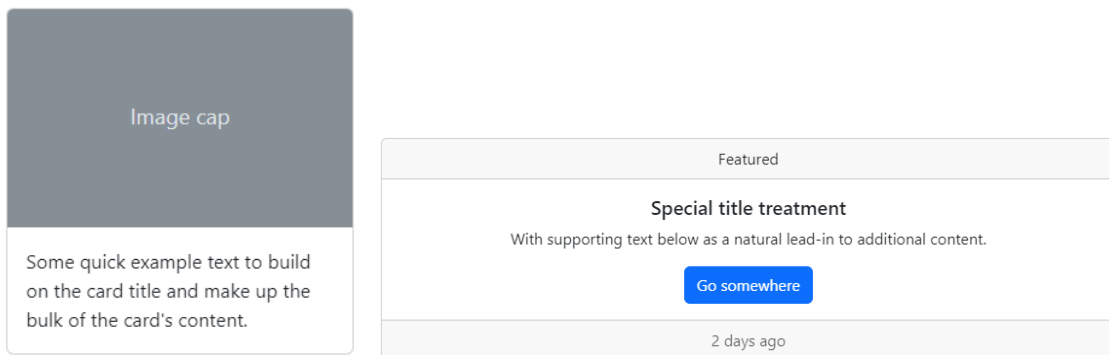 Image cap
Some quick example text to build
on the card title and make up the
bulk of the card's content.
Featured
Special title treatment
With supporting text below as a natural lead-in to additional content.
Go somewhere
2 days ago